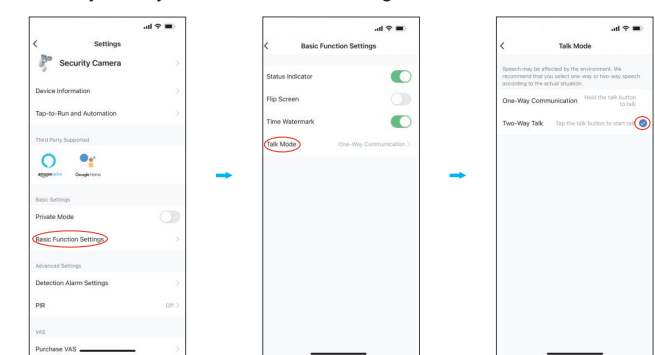 Settings
Security Camera
Device Information
Tap-to-Run and Automation
Third Party Supported
amazon alexa
Google Home
Basic Settings
Private Mode
Basic Function Settings
Advanced Settings
Detection Alarm Settings
PIR Off
VAS
Purchase VAS
Basic Function Settings
Status Indicator
Flip Screen
Time Watermark
Talk Mode One-Way Communication
Talk Mode
Speech may be affected by the environment. We
recommend that you select one-way or two-way speech
according to the actual situation.
One-Way Communication Hold the talk button
to talk
Two-Way Talk Tap the talk button to start talk